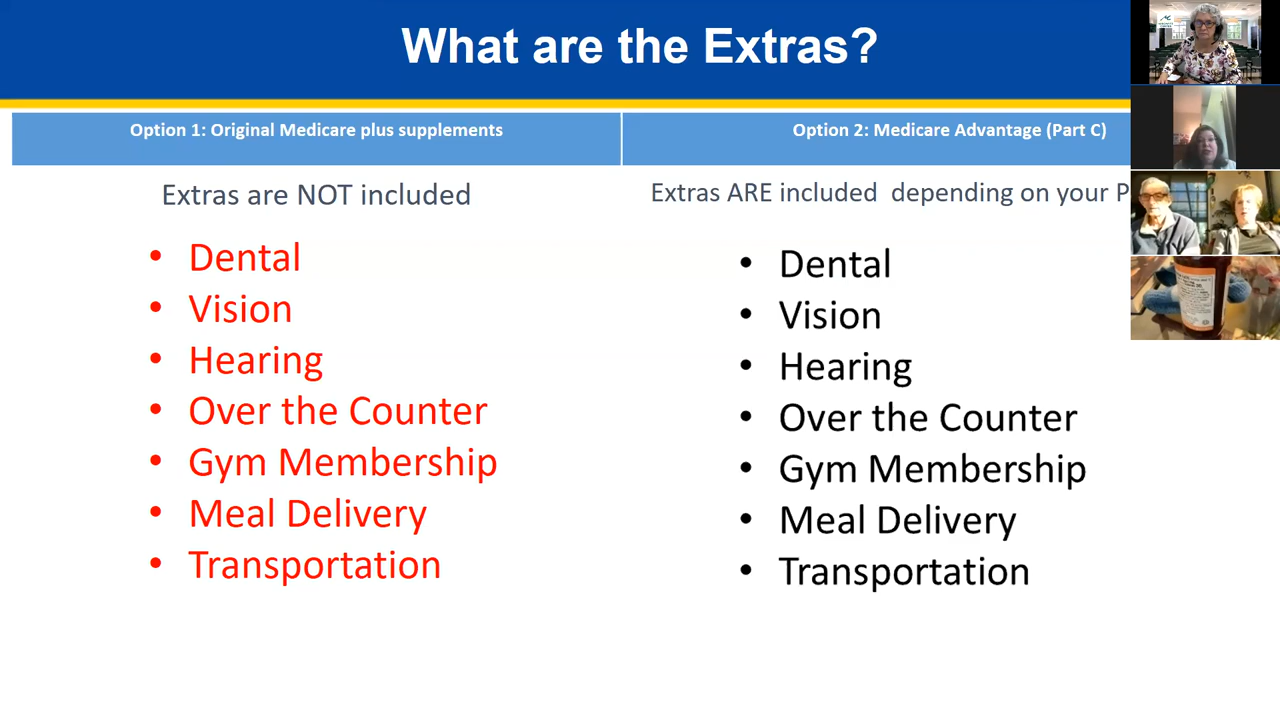 What are the Extras?
Option 1: Original Medicare plus supplements
Option 2: Medicare Advantage (Part C)
Extras are NOT included
• Dental
• Vision
• Hearing
• Over the Counter
• Gym Membership
• Meal Delivery
• Transportation
Extras ARE included depending on your P
• Dental
• Vision
• Hearing
• Over the Counter
• Gym Membership
• Meal Delivery
• Transportation